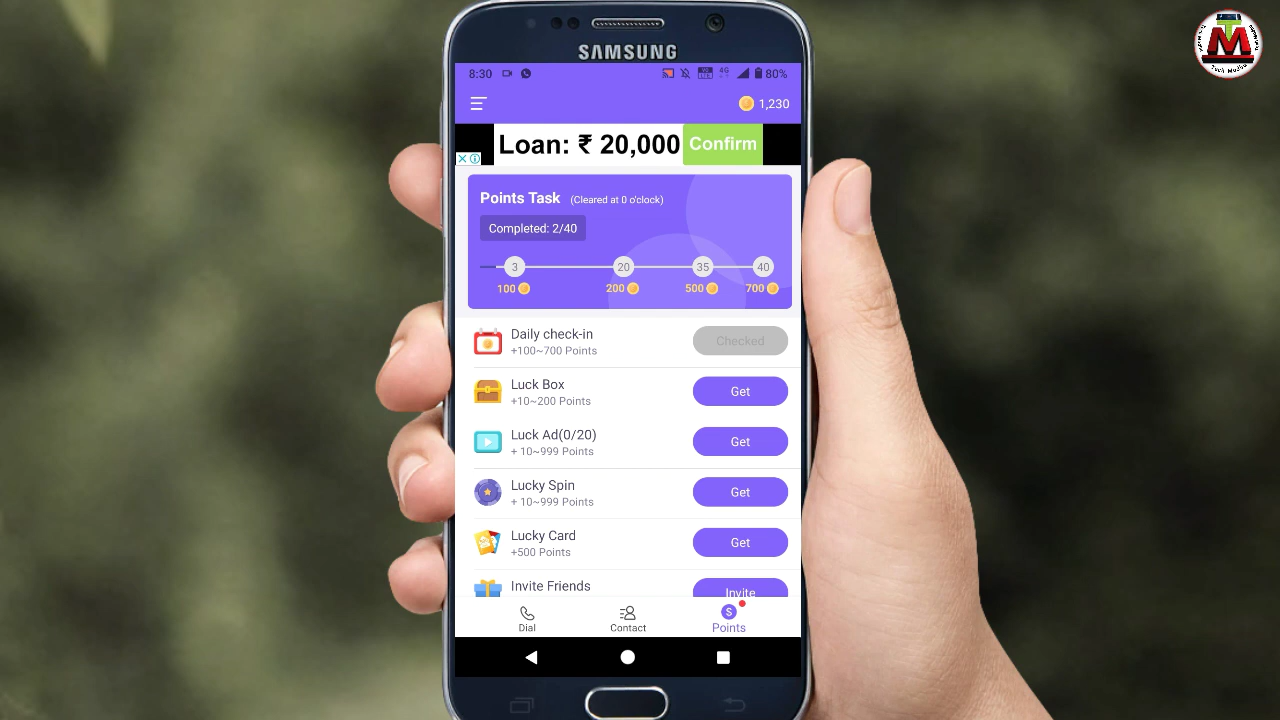 SAMSUNG
8:30
4G
80%
1,230
Loan: ₹ 20,000
Confirm
Points Task (Cleared at 0 o'clock)
Completed: 2/40
3 20 35 40
100 200 500 700
Daily check-in
+100~700 Points
Checked
Luck Box
+10~200 Points
Get
Luck Ad(0/20)
+ 10~999 Points
Get
Lucky Spin
+ 10~999 Points
Get
Lucky Card
+500 Points
Get
Invite Friends
Invite
Dial
Contact
Points
TM